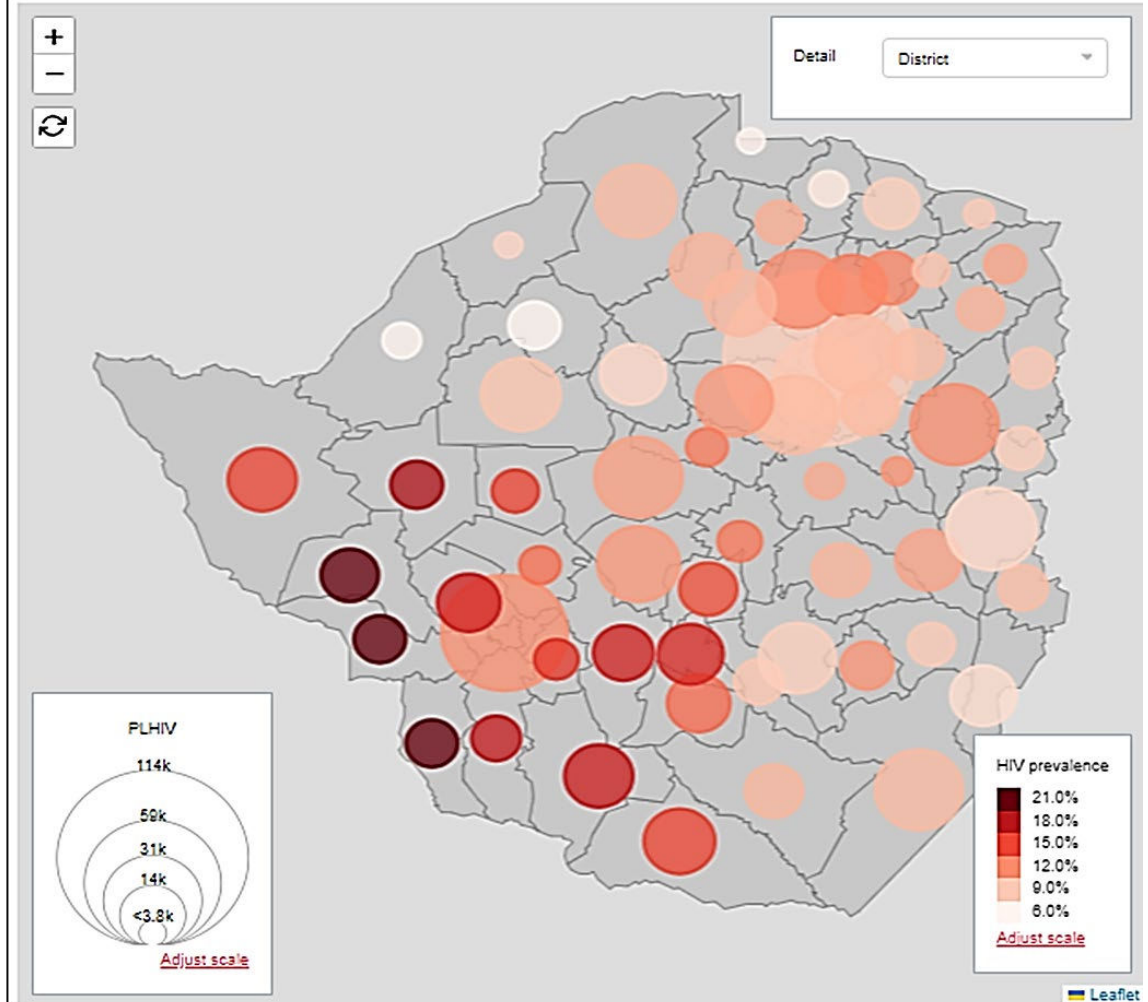 +
−
Detail
District
PLHIV
114k
59k
31k
14k
<3.8k
Adjust scale
HIV prevalence
21.0%
18.0%
15.0%
12.0%
9.0%
6.0%
Adjust scale
Leaflet